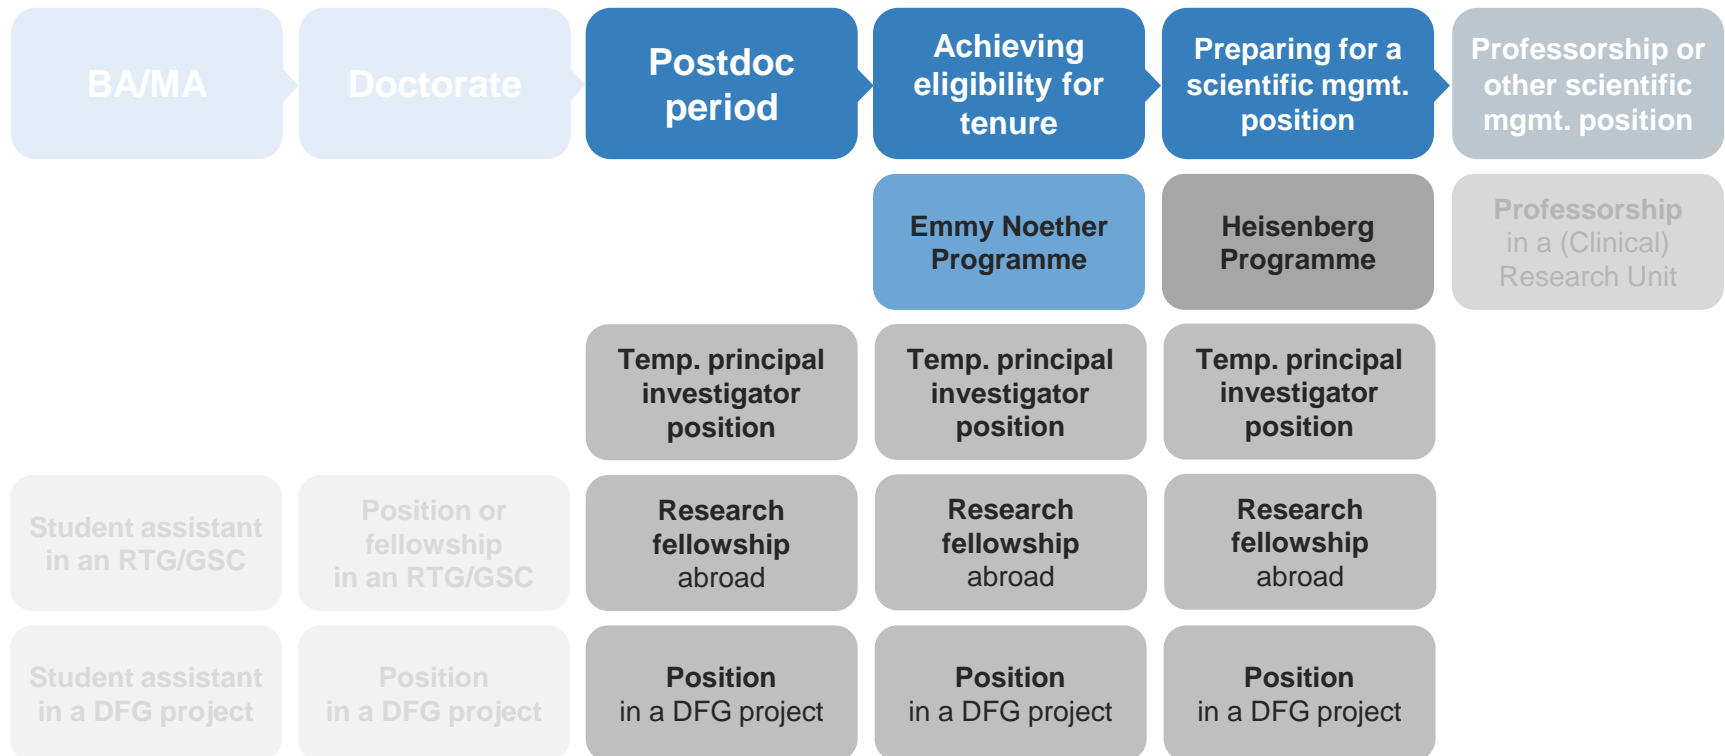 BA/MA
Doctorate
Postdoc
period
Achieving
eligibility for
tenure
Preparing for a
scientific mgmt.
position
Professorship or
other scientific
mgmt. position
Emmy Noether
Programme
Heisenberg
Programme
Professorship
in a (Clinical)
Research Unit
Temp. principal
investigator
position
Temp. principal
investigator
position
Temp. principal
investigator
position
Student assistant
in an RTG/GSC
Position or
fellowship
in an RTG/GSC
Research
fellowship
abroad
Research
fellowship
abroad
Research
fellowship
abroad
Student assistant
in a DFG project
Position
in a DFG project
Position
in a DFG project
Position
in a DFG project
Position
in a DFG project